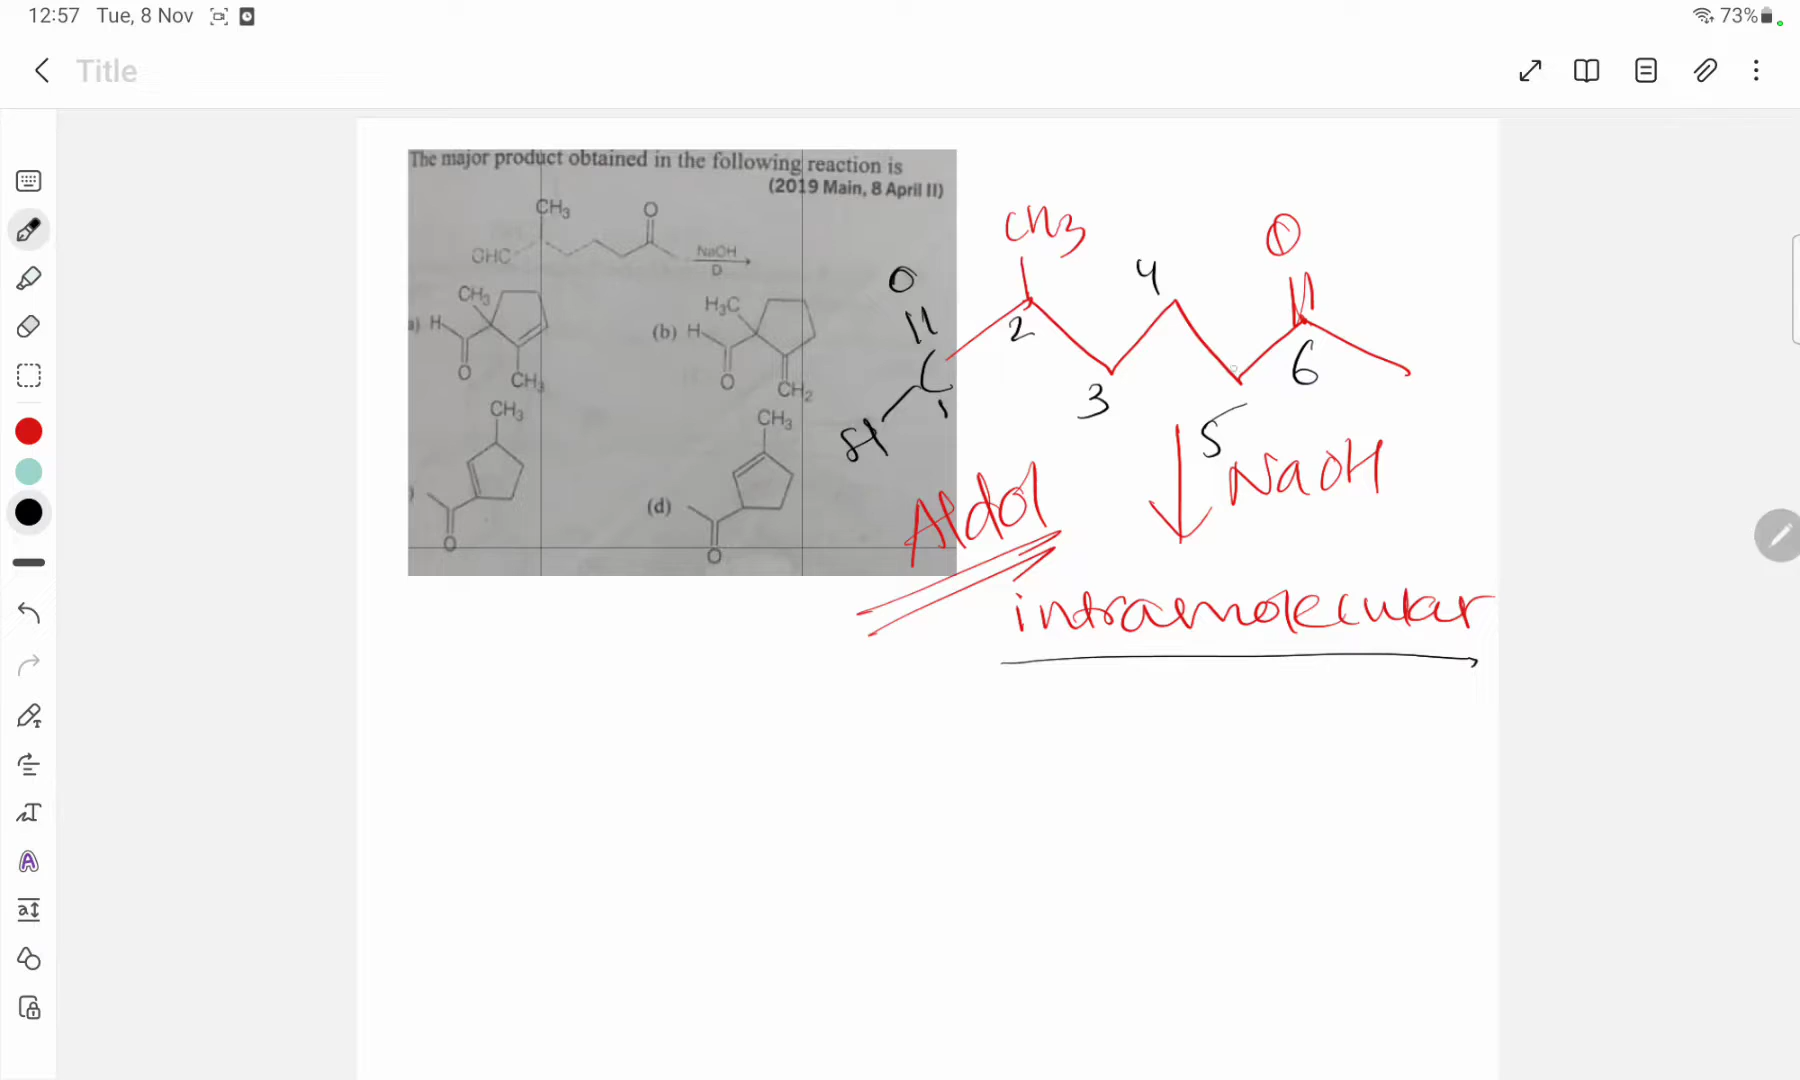 12:57 Tue, 8 Nov
73%
Title
The major product obtained in the following reaction is
(2019 Main, 8 April II)
CH3
O
OHC
NaOH
D
CH3
a) H
O
CH3
H3C
(b) H
O
CH2
CH3
)
O
CH3
(d)
O
CH3
O
4
O
2
6
C
3
1
H
5
NaOH
Aldol
intramolecular
T
T
A
a